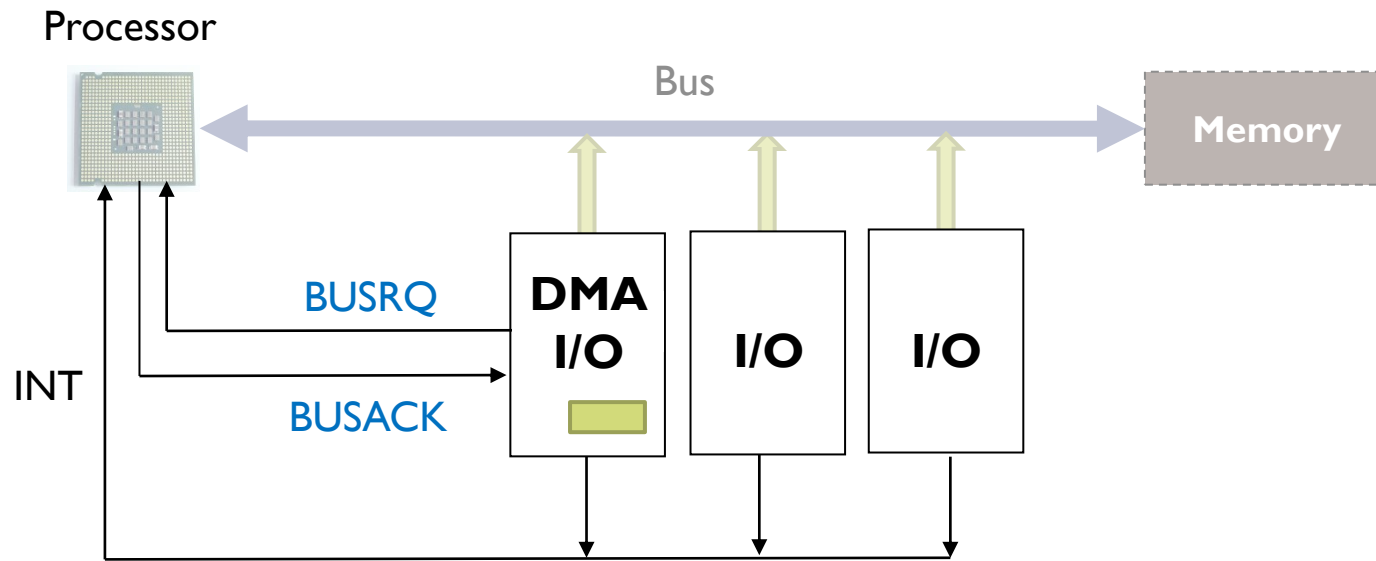 Processor
Bus
Memory
BUSRQ
DMA
I/O
I/O
I/O
INT
BUSACK